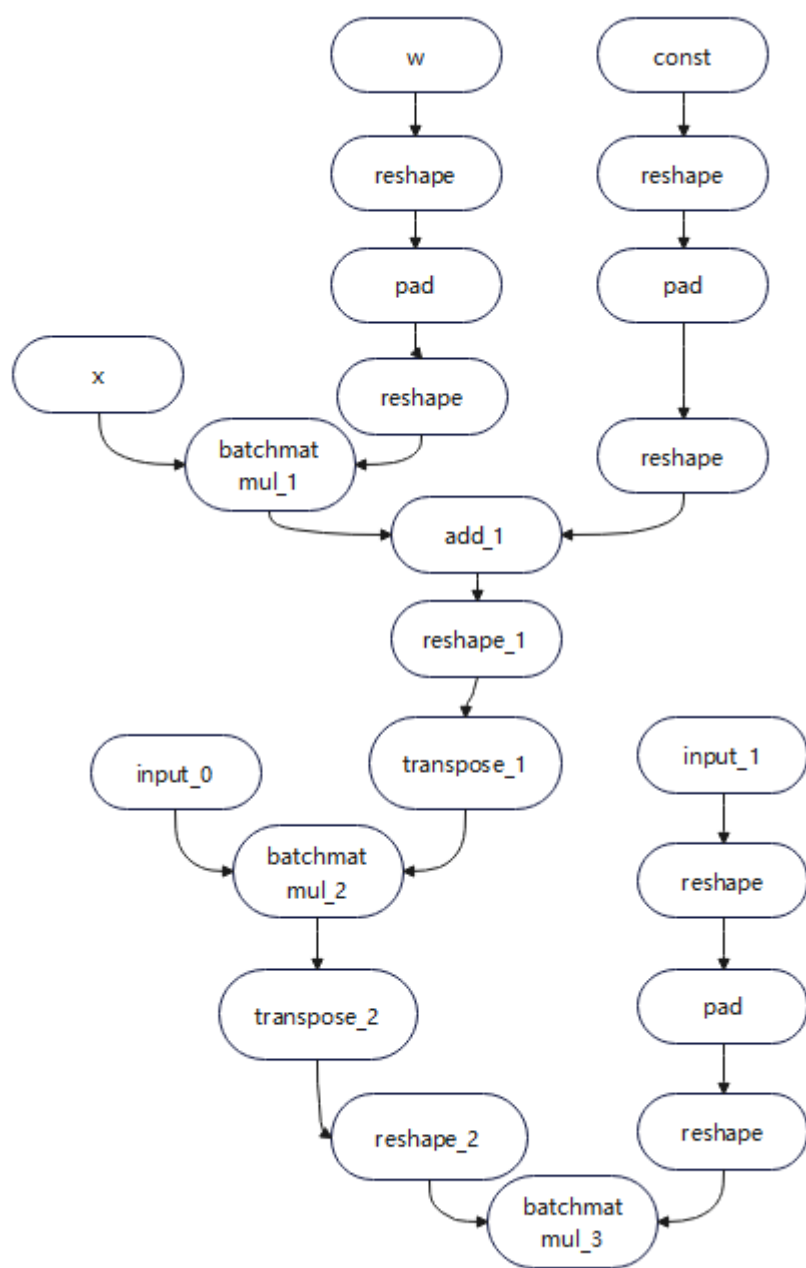 w
const
reshape
reshape
pad
pad
x
reshape
batchmat
mul_1
reshape
add_1
reshape_1
input_0
transpose_1
input_1
batchmat
mul_2
reshape
transpose_2
pad
reshape_2
reshape
batchmat
mul_3